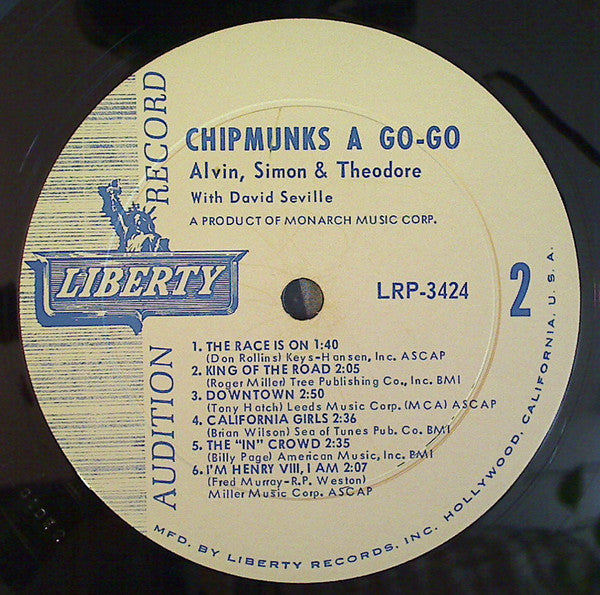 AUDITION RECORD
CHIPMUNKS A GO-GO
Alvin, Simon & Theodore
With David Seville
A PRODUCT OF MONARCH MUSIC CORP.
LIBERTY
LRP-3424
2
1. THE RACE IS ON 1:40
(Don Rollins) Keys-Hansen, Inc. ASCAP
2. KING OF THE ROAD 2:05
(Roger Miller) Tree Publishing Co., Inc. BMI
3. DOWNTOWN 2:50
(Tony Hatch) Leeds Music Corp. (MCA) ASCAP
4. CALIFORNIA GIRLS 2:36
(Brian Wilson) Sea of Tunes Pub. Co. BMI
5. THE "IN" CROWD 2:35
(Billy Page) American Music, Inc. BMI
6. I'M HENRY VIII, I AM 2:07
(Fred Murray-R.P. Weston)
Miller Music Corp. ASCAP
MFD. BY LIBERTY RECORDS, INC. HOLLYWOOD, CALIFORNIA, U.S.A.